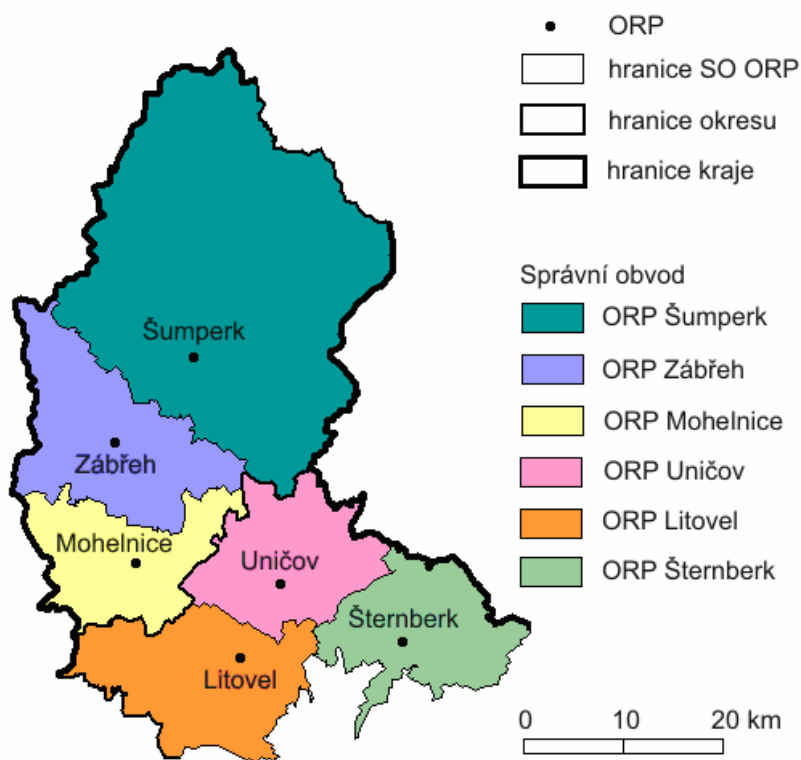 ORP
hranice SO ORP
hranice okresu
hranice kraje
Správní obvod
ORP Šumperk
ORP Zábřeh
ORP Mohelnice
ORP Uničov
ORP Litovel
ORP Šternberk
Šumperk
Zábřeh
Mohelnice
Uničov
Šternberk
Litovel
0 10 20 km